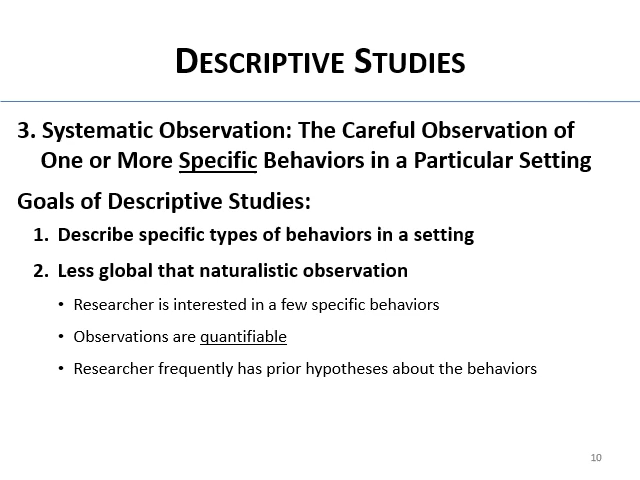 DESCRIPTIVE STUDIES
3. Systematic Observation: The Careful Observation of
One or More Specific Behaviors in a Particular Setting
Goals of Descriptive Studies:
1. Describe specific types of behaviors in a setting
2. Less global that naturalistic observation
• Researcher is interested in a few specific behaviors
• Observations are quantifiable
• Researcher frequently has prior hypotheses about the behaviors
10